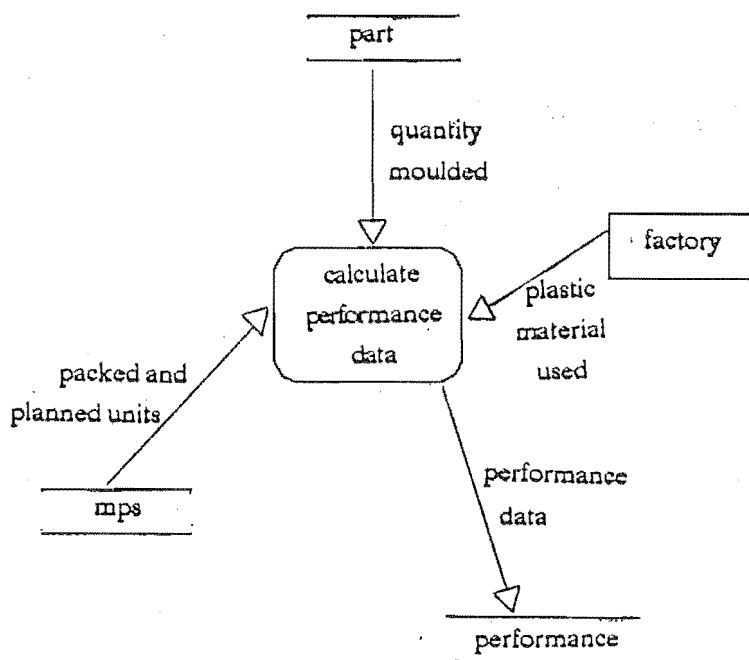 part
quantity
moulded
factory
calculate
performance
data
plastic
material
used
packed and
planned units
mps
performance
data
performance